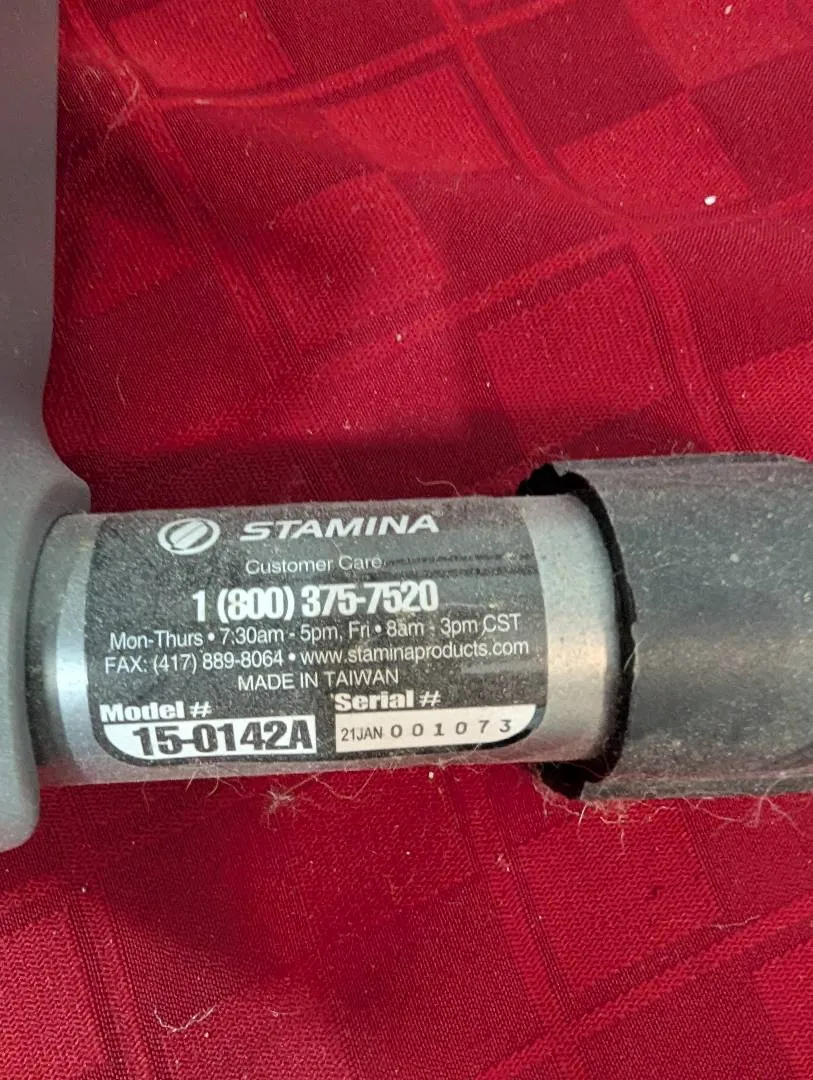 STAMINA
Customer Care
1 (800) 375-7520
Mon-Thurs • 7:30am - 5pm, Fri • 8am - 3pm CST
FAX: (417) 889-8064 • www.staminaproducts.com
MADE IN TAIWAN
Model # Serial #
15-0142A 21JAN 001073